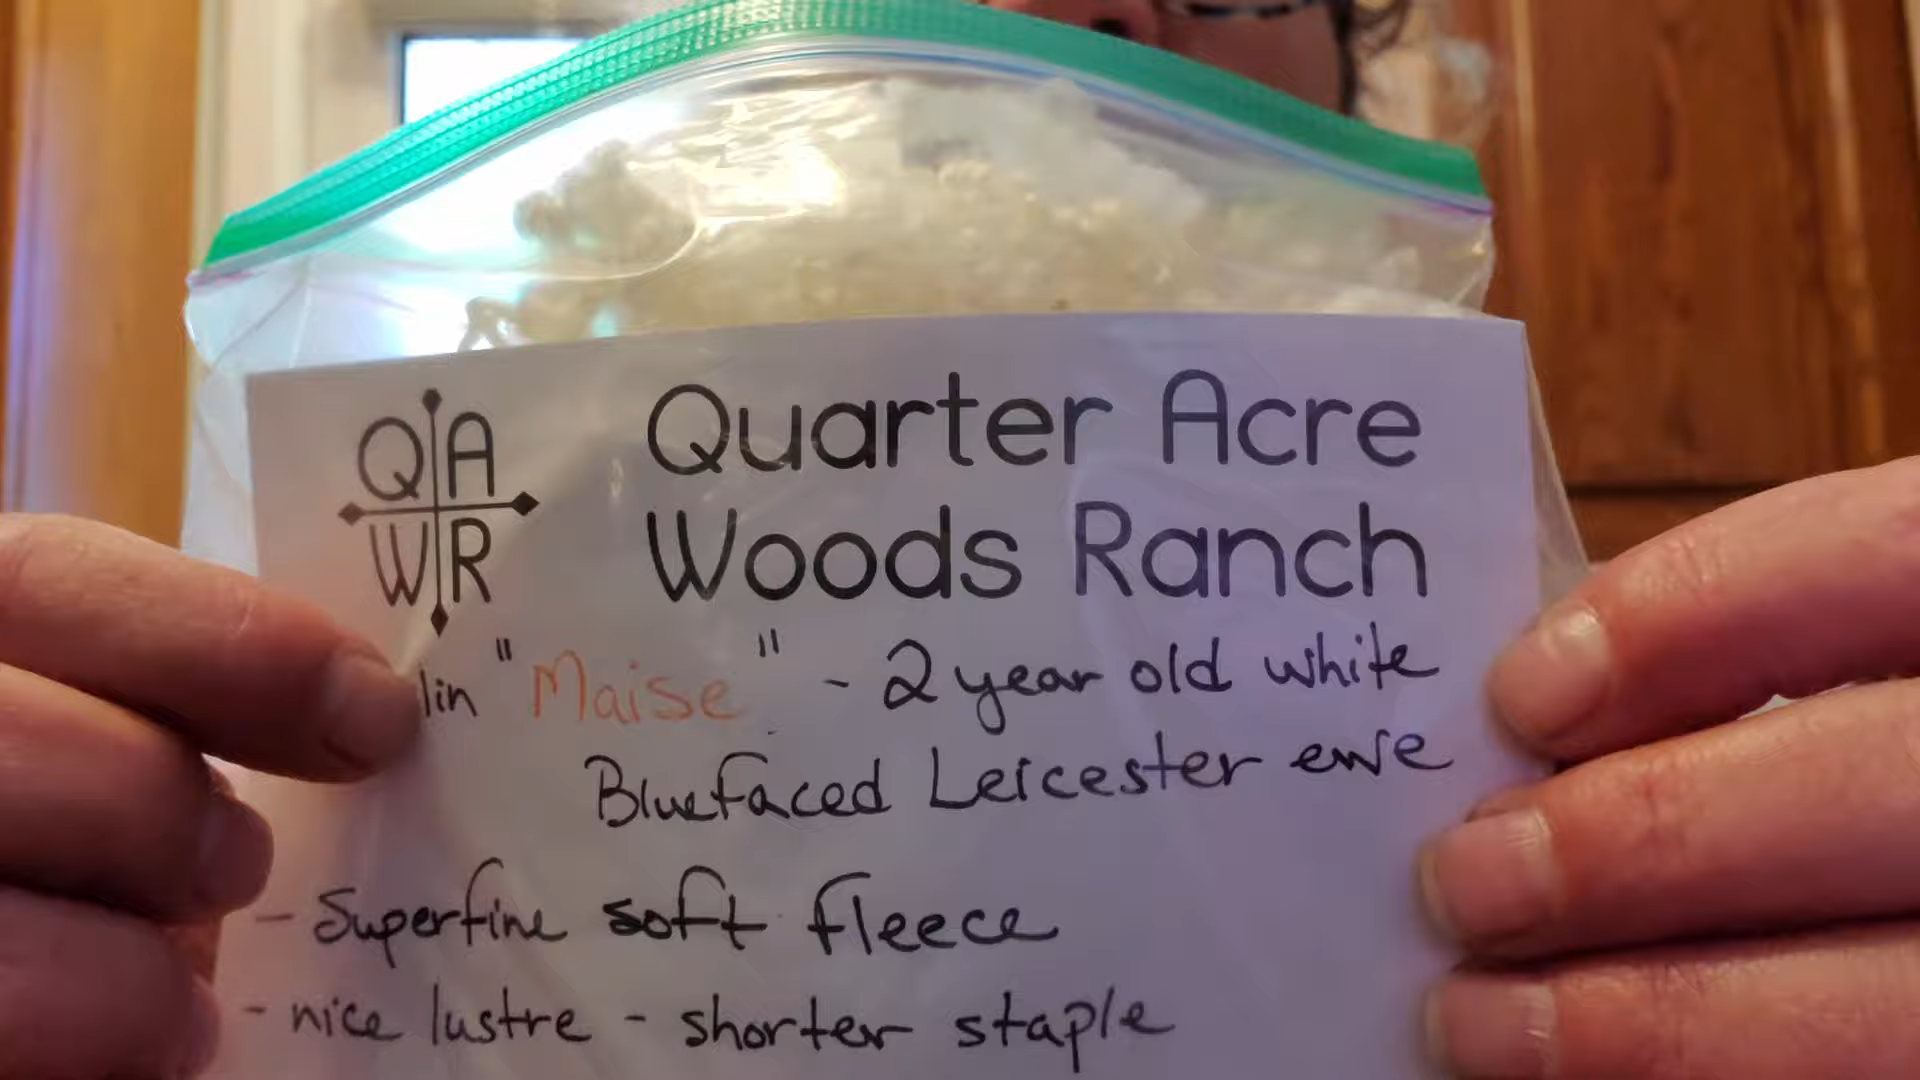 QA
WR
Quarter Acre
Woods Ranch
"Maise" - 2 year old white
Bluefaced Leicester ewe
- Superfine soft fleece
- nice lustre - shorter staple